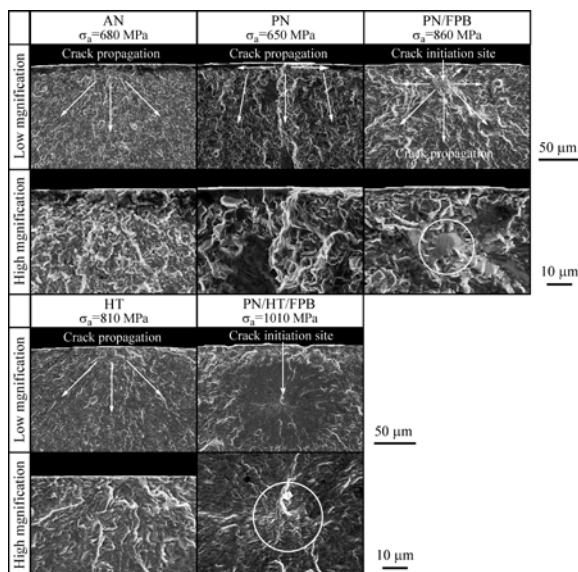 AN
σa=680 MPa
PN
σa=650 MPa
PN/FPB
σa=860 MPa
Low mgnification
Crack propagation
Crack propagation
Crack initiation site
Crack propagation
50 μm
High mgnification
10 μm
HT
σa=810 MPa
PN/HT/FPB
σa=1010 MPa
Low mgnification
Crack propagation
Crack initiation site
50 μm
High mgnification
10 μm